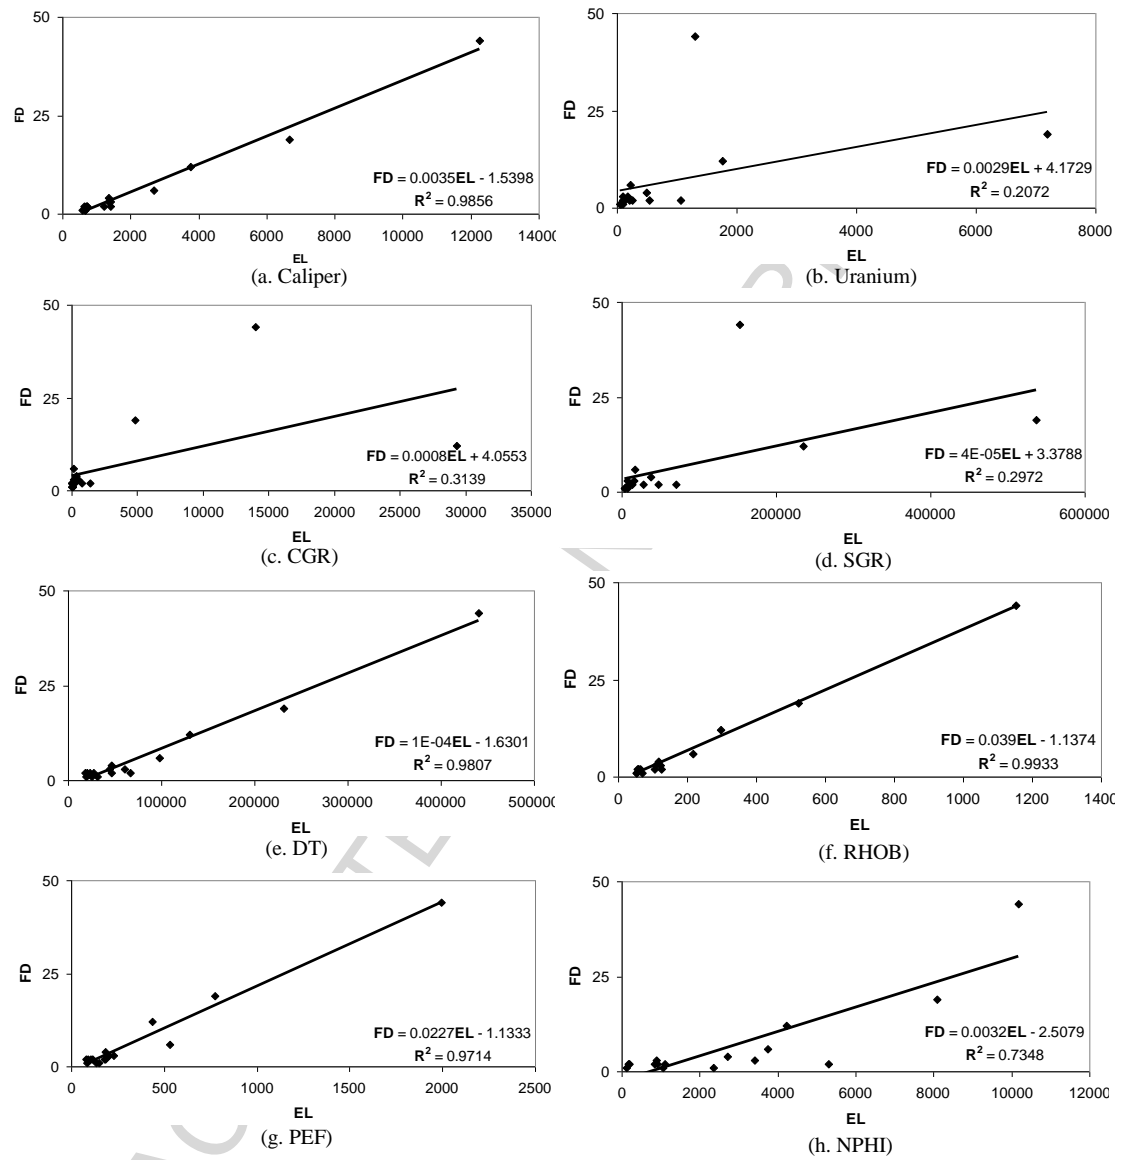 50
25
0
FD
FD = 0.0035EL - 1.5398
R² = 0.9856
0 2000 4000 6000 8000 10000 12000 14000
EL
(a. Caliper)
50
25
0
FD
FD = 0.0029EL + 4.1729
R² = 0.2072
0 2000 4000 6000 8000
EL
(b. Uranium)
50
25
0
FD
FD = 0.0008EL + 4.0553
R² = 0.3139
0 5000 10000 15000 20000 25000 30000 35000
EL
(c. CGR)
50
25
0
FD
FD = 4E-05EL + 3.3788
R² = 0.2972
0 200000 400000 600000
EL
(d. SGR)
50
25
0
FD
FD = 1E-04EL - 1.6301
R² = 0.9807
0 100000 200000 300000 400000 500000
EL
(e. DT)
50
25
0
FD
FD = 0.039EL - 1.1374
R² = 0.9933
0 200 400 600 800 1000 1200 1400
EL
(f. RHOB)
50
25
0
FD
FD = 0.0227EL - 1.1333
R² = 0.9714
0 500 1000 1500 2000 2500
EL
(g. PEF)
50
25
0
FD
FD = 0.0032EL - 2.5079
R² = 0.7348
0 2000 4000 6000 8000 10000 12000
EL
(h. NPHI)